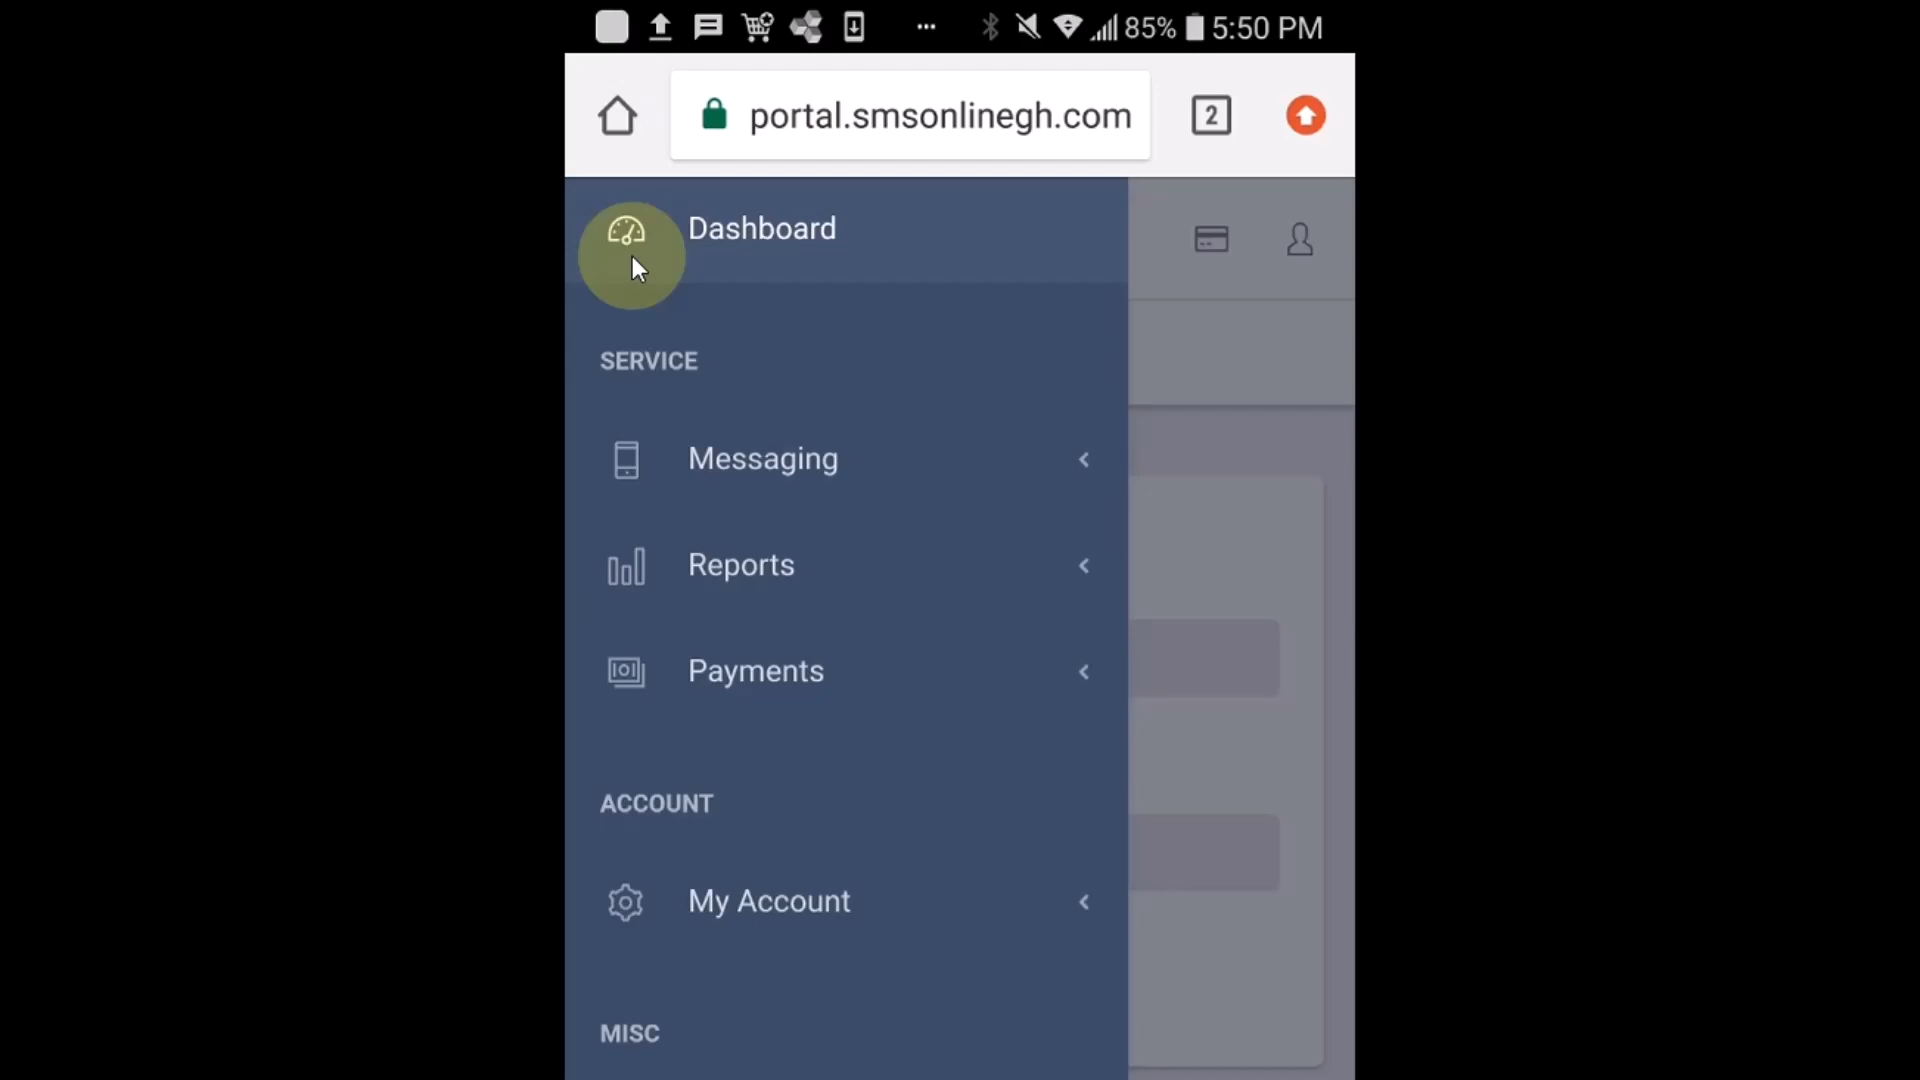 85% 5:50 PM
portal.smsonlinegh.com 2
Dashboard
SERVICE
Messaging
Reports
Payments
ACCOUNT
My Account
MISC